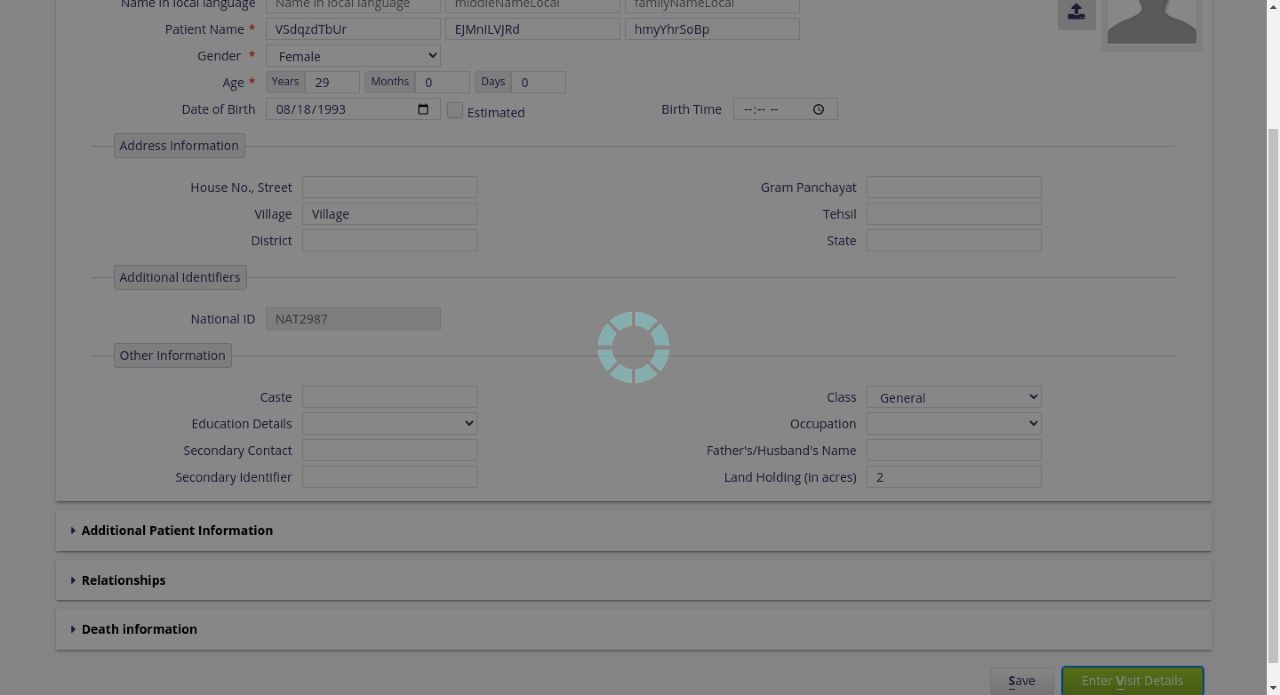 Name in local language Name in local language middleNameLocal familyNameLocal
Patient Name * VSdqzdTbUr EJMnILVJRd hmyYhrSoBp
Gender * Female
Age * Years 29 Months 0 Days 0
Date of Birth 08/18/1993 Estimated Birth Time --:-- --
Address Information
House No., Street Gram Panchayat
Village Village Tehsil
District State
Additional Identifiers
National ID NAT2987
Other Information
Caste Class General
Education Details Occupation
Secondary Contact Father's/Husband's Name
Secondary Identifier Land Holding (in acres) 2
Additional Patient Information
Relationships
Death information
Save Enter Visit Details